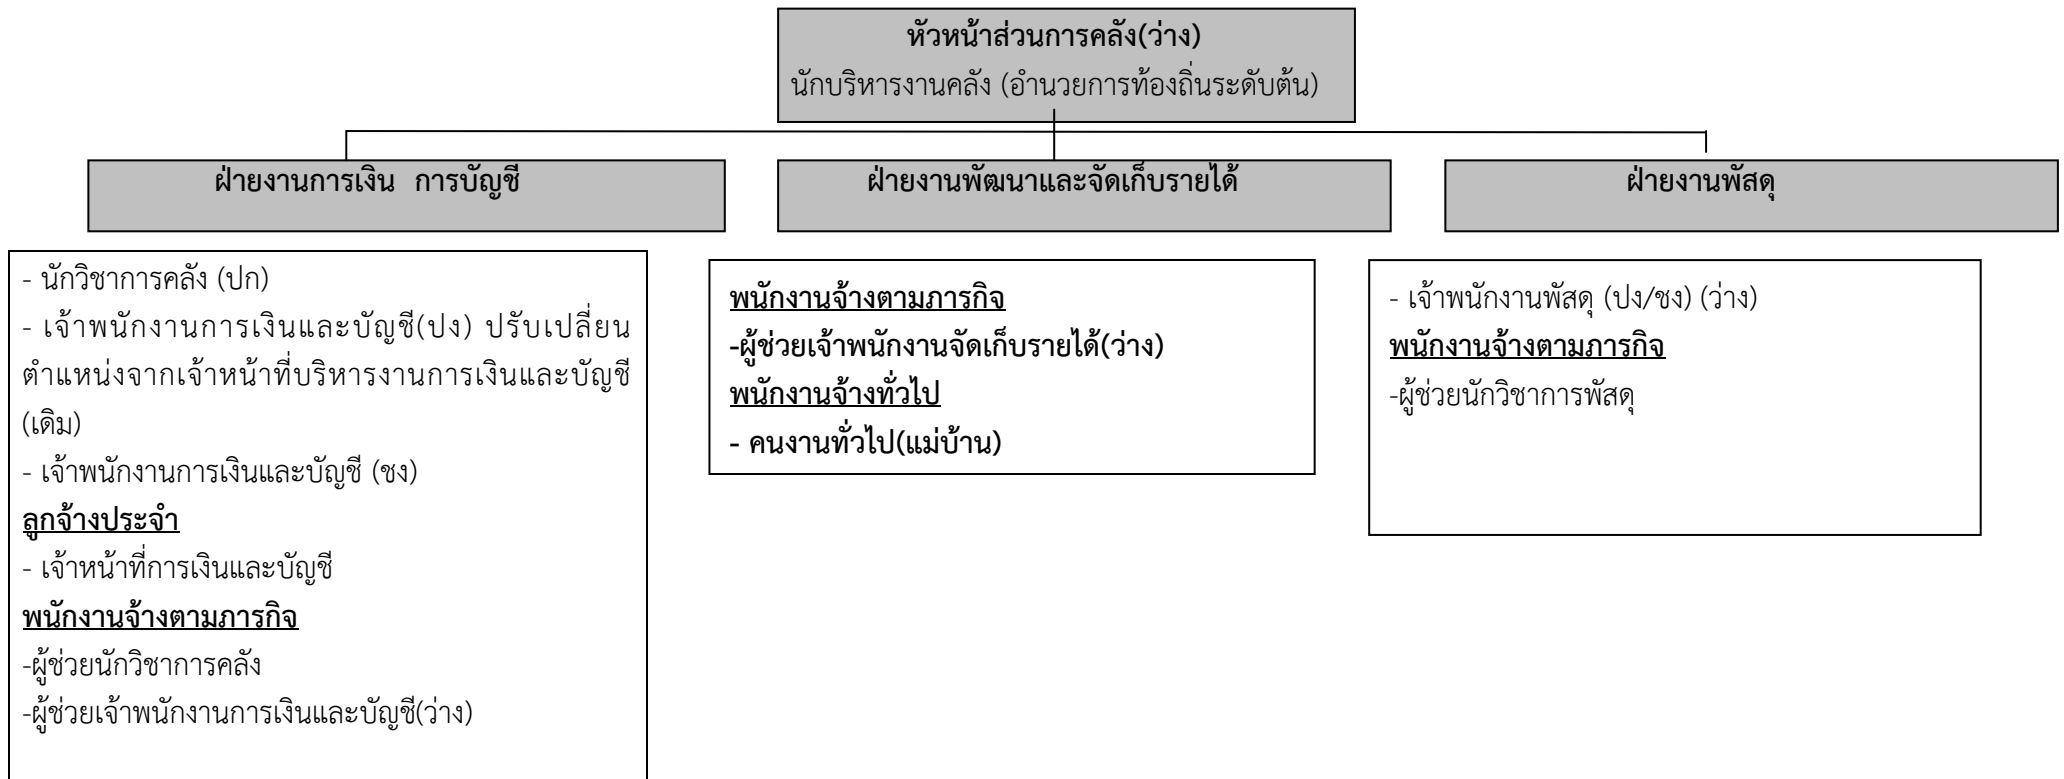 หัวหน้าส่วนการคลัง(ว่าง)
นักบริหารงานคลัง (อำนวยการท้องถิ่นระดับต้น)
ฝ่ายงานการเงิน การบัญชี
ฝ่ายงานพัฒนาและจัดเก็บรายได้
ฝ่ายงานพัสดุ
- นักวิชาการคลัง (ปก)
- เจ้าพนักงานการเงินและบัญชี(ปง) ปรับเปลี่ยน
ตำแหน่งจากเจ้าหน้าที่บริหารงานการเงินและบัญชี
(เดิม)
- เจ้าพนักงานการเงินและบัญชี (ชง)
ลูกจ้างประจำ
- เจ้าหน้าที่การเงินและบัญชี
พนักงานจ้างตามภารกิจ
-ผู้ช่วยนักวิชาการคลัง
-ผู้ช่วยเจ้าพนักงานการเงินและบัญชี(ว่าง)
พนักงานจ้างตามภารกิจ
-ผู้ช่วยเจ้าพนักงานจัดเก็บรายได้(ว่าง)
พนักงานจ้างทั่วไป
- คนงานทั่วไป(แม่บ้าน)
- เจ้าพนักงานพัสดุ (ปง/ชง) (ว่าง)
พนักงานจ้างตามภารกิจ
-ผู้ช่วยนักวิชาการพัสดุ